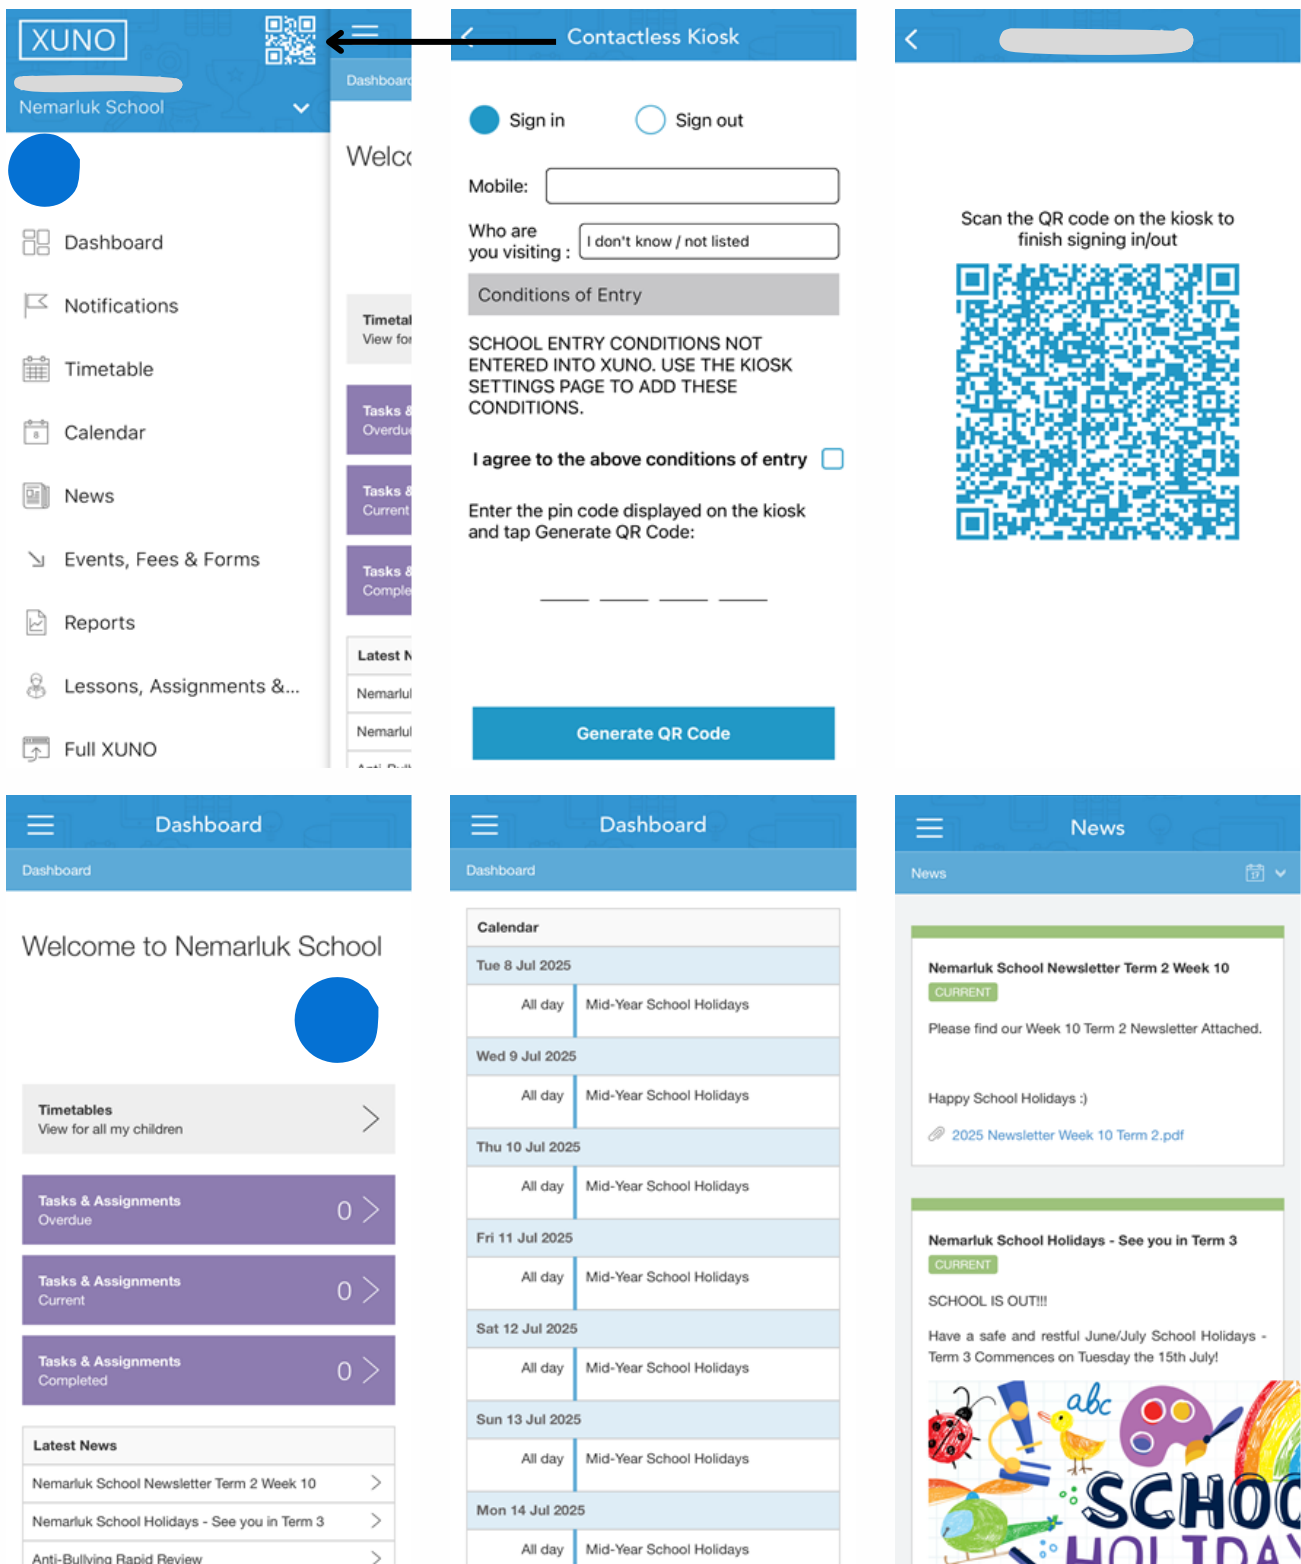 XUNO
Nemarluk School
Dashboard
Notifications
Timetable
Calendar
8
News
Events, Fees & Forms
Reports
Lessons, Assignments &...
Full XUNO
Dashboard
Welco
View for
Tasks &
Overdue
Tasks &
Current
Tasks &
Comple
Latest N
Nemarluk
Nemarluk
Contactless Kiosk
Sign in
Sign out
Mobile:
Who are
you visiting :
I don't know / not listed
Conditions of Entry
SCHOOL ENTRY CONDITIONS NOT
ENTERED INTO XUNO. USE THE KIOSK
SETTINGS PAGE TO ADD THESE
CONDITIONS.
I agree to the above conditions of entry
Enter the pin code displayed on the kiosk
and tap Generate QR Code:
Generate QR Code
Scan the QR code on the kiosk to
finish signing in/out
Dashboard
Dashboard
Welcome to Nemarluk School
Timetables
View for all my children
Tasks & Assignments
Overdue
0
Tasks & Assignments
Current
0
Tasks & Assignments
Completed
0
Latest News
Nemarluk School Newsletter Term 2 Week 10
Nemarluk School Holidays - See you in Term 3
Anti-Bullying Rapid Review
Dashboard
Dashboard
Calendar
Tue 8 Jul 2025
All day Mid-Year School Holidays
Wed 9 Jul 2025
All day Mid-Year School Holidays
Thu 10 Jul 2025
All day Mid-Year School Holidays
Fri 11 Jul 2025
All day Mid-Year School Holidays
Sat 12 Jul 2025
All day Mid-Year School Holidays
Sun 13 Jul 2025
All day Mid-Year School Holidays
Mon 14 Jul 2025
All day Mid-Year School Holidays
News
News
17
Nemarluk School Newsletter Term 2 Week 10
CURRENT
Please find our Week 10 Term 2 Newsletter Attached.
Happy School Holidays :)
2025 Newsletter Week 10 Term 2.pdf
Nemarluk School Holidays - See you in Term 3
CURRENT
SCHOOL IS OUT!!!
Have a safe and restful June/July School Holidays -
Term 3 Commences on Tuesday the 15th July!
abc
SCHOO
HOLIDAY